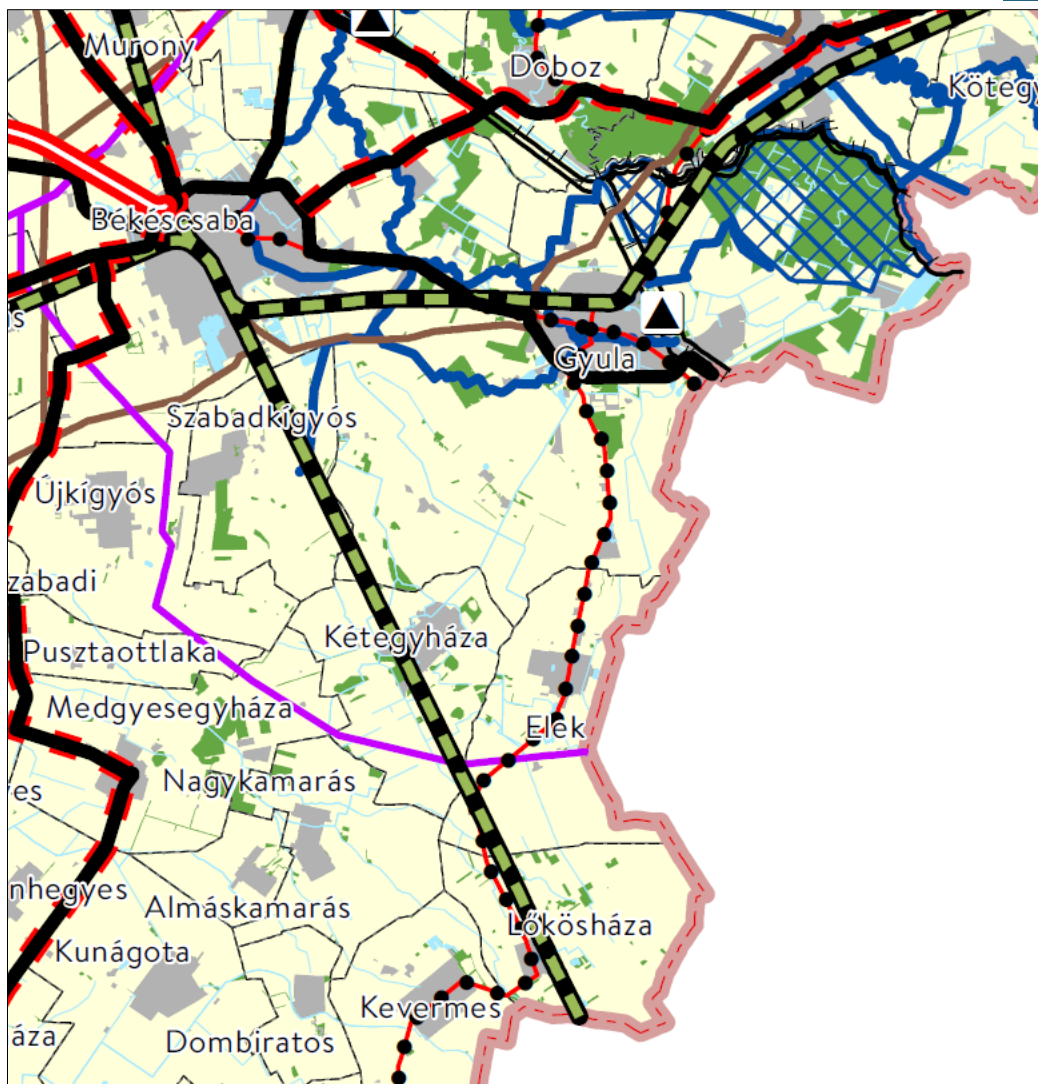 Murony
Doboz
Kötegy
Békéscsaba
s
Gyula
Szabadkígyós
Újkígyós
zabadi
Kétegyháza
Pusztaottlaka
Medgyesegyháza
Elek
Nagykamarás
yes
nhegyes
Almáskamarás
Lőkösháza
Kunágota
Kevermes
áza
Dombiratos